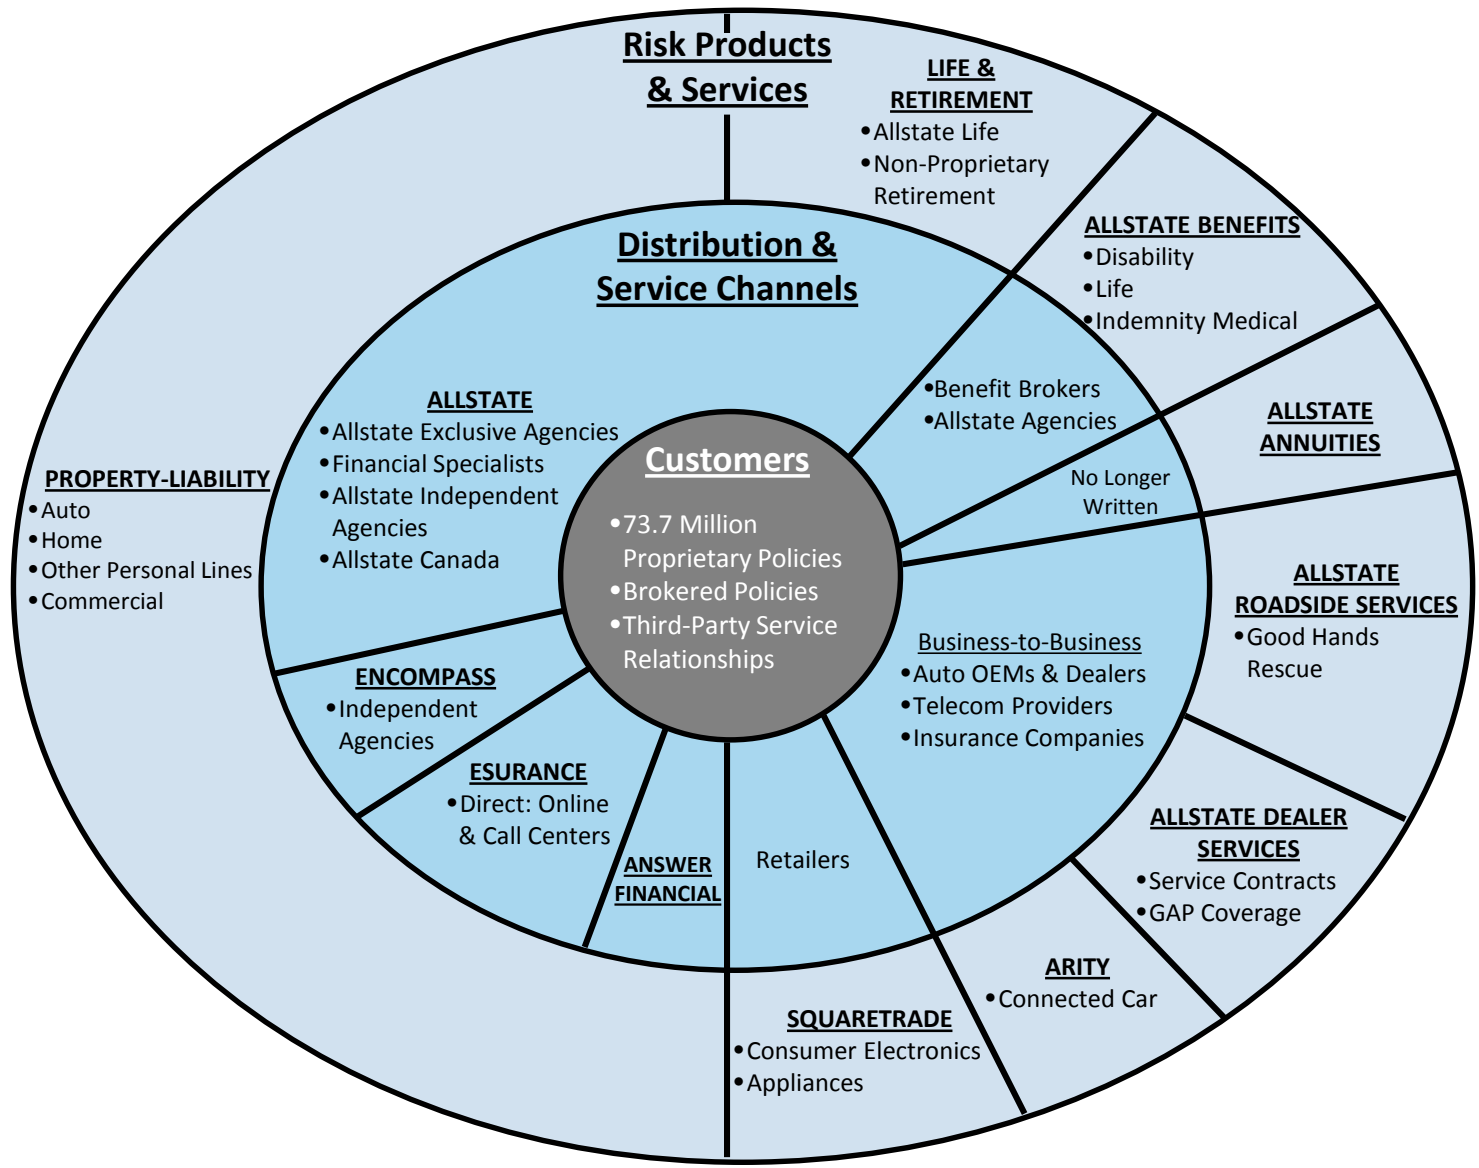 Risk Products
& Services
LIFE &
RETIREMENT
•Allstate Life
•Non-Proprietary
Retirement
ALLSTATE BENEFITS
•Disability
•Life
•Indemnity Medical
ALLSTATE
ANNUITIES
ALLSTATE
ROADSIDE SERVICES
•Good Hands
Rescue
ALLSTATE DEALER
SERVICES
•Service Contracts
•GAP Coverage
ARITY
•Connected Car
SQUARETRADE
•Consumer Electronics
•Appliances
PROPERTY-LIABILITY
•Auto
•Home
•Other Personal Lines
•Commercial
Distribution &
Service Channels
ALLSTATE
•Allstate Exclusive Agencies
•Financial Specialists
•Allstate Independent
Agencies
•Allstate Canada
•Benefit Brokers
•Allstate Agencies
No Longer
Written
Business-to-Business
•Auto OEMs & Dealers
•Telecom Providers
•Insurance Companies
Retailers
ANSWER
FINANCIAL
ESURANCE
•Direct: Online
& Call Centers
ENCOMPASS
•Independent
Agencies
Customers
•73.7 Million
Proprietary Policies
•Brokered Policies
•Third-Party Service
Relationships